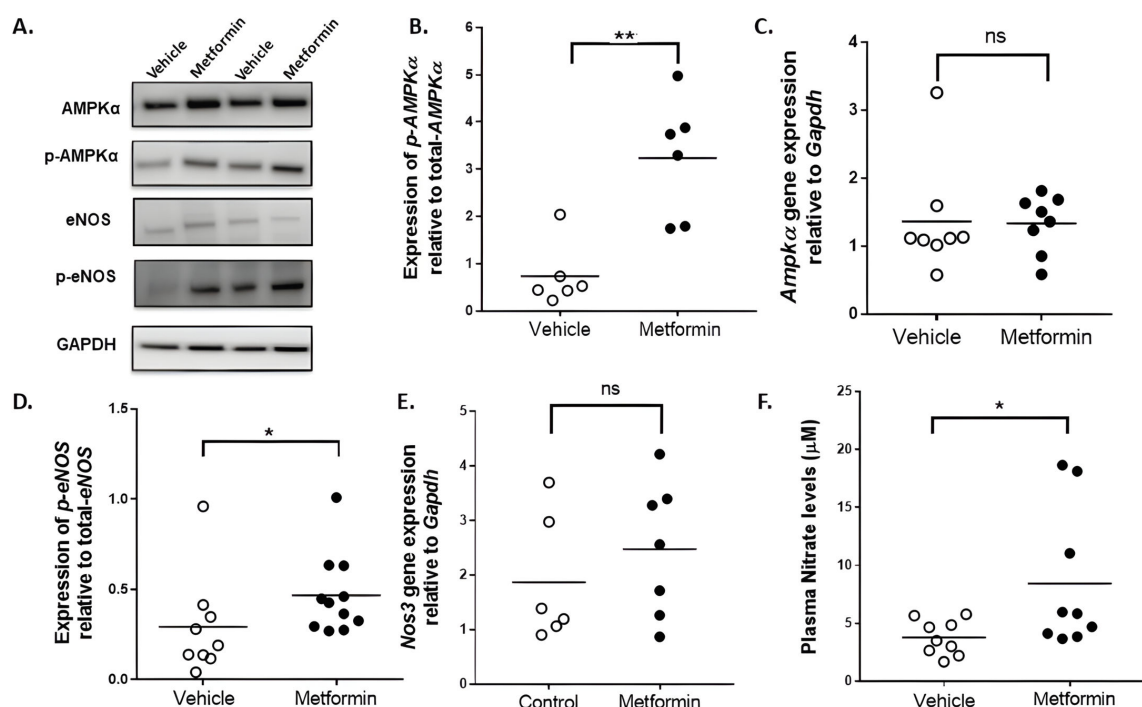 A.
Vehicle
Metformin
Vehicle
Metformin
AMPKα
p-AMPKα
eNOS
p-eNOS
GAPDH
B.
Expression of p-AMPKα
relative to total-AMPKα
6
5
4
3
2
1
0
**
Vehicle
Metformin
C.
Ampkα gene expression
relative to Gapdh
4
3
2
1
0
ns
Vehicle
Metformin
D.
Expression of p-eNOS
relative to total-eNOS
1.5
1.0
0.5
0.0
*
Vehicle
Metformin
E.
Nos3 gene expression
relative to Gapdh
5
4
3
2
1
0
ns
Control
Metformin
F.
Plasma Nitrate levels (μM)
25
20
15
10
5
0
*
Vehicle
Metformin